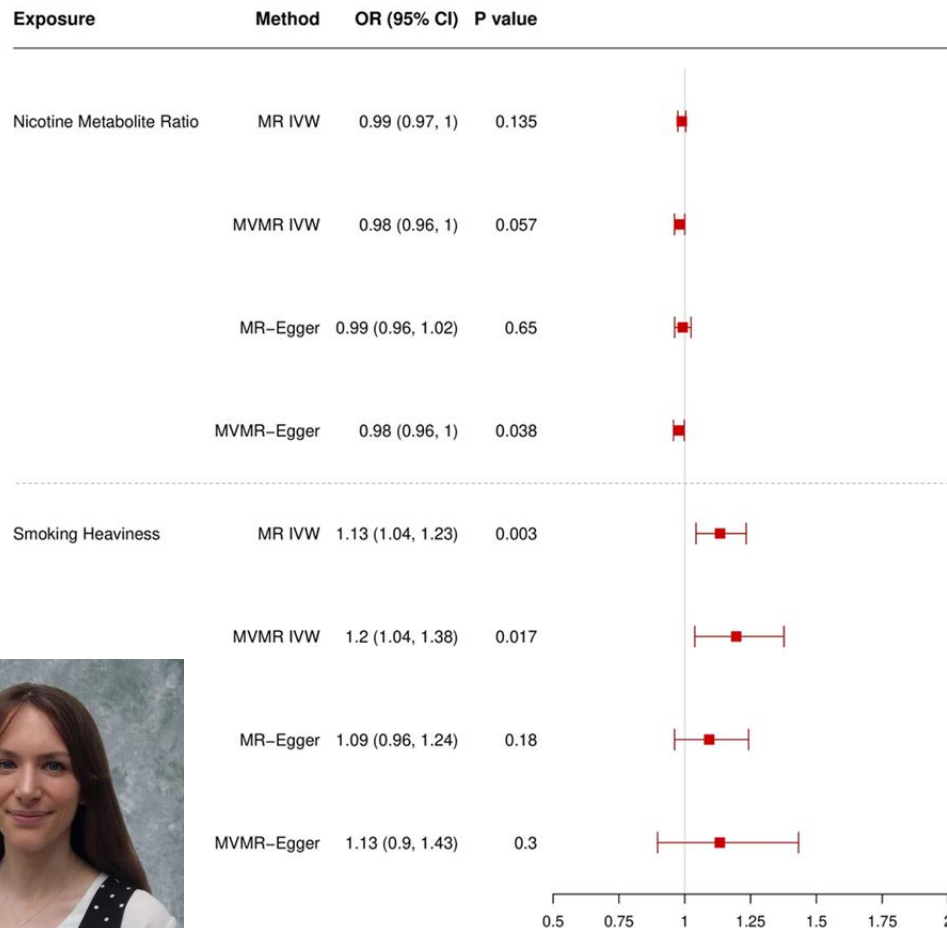 Exposure Method OR (95% CI) P value
Nicotine Metabolite Ratio MR IVW 0.99 (0.97, 1) 0.135
MVMR IVW 0.98 (0.96, 1) 0.057
MR−Egger 0.99 (0.96, 1.02) 0.65
MVMR−Egger 0.98 (0.96, 1) 0.038
Smoking Heaviness MR IVW 1.13 (1.04, 1.23) 0.003
MVMR IVW 1.2 (1.04, 1.38) 0.017
MR−Egger 1.09 (0.96, 1.24) 0.18
MVMR−Egger 1.13 (0.9, 1.43) 0.3
0.5 0.75 1 1.25 1.5 1.75 2